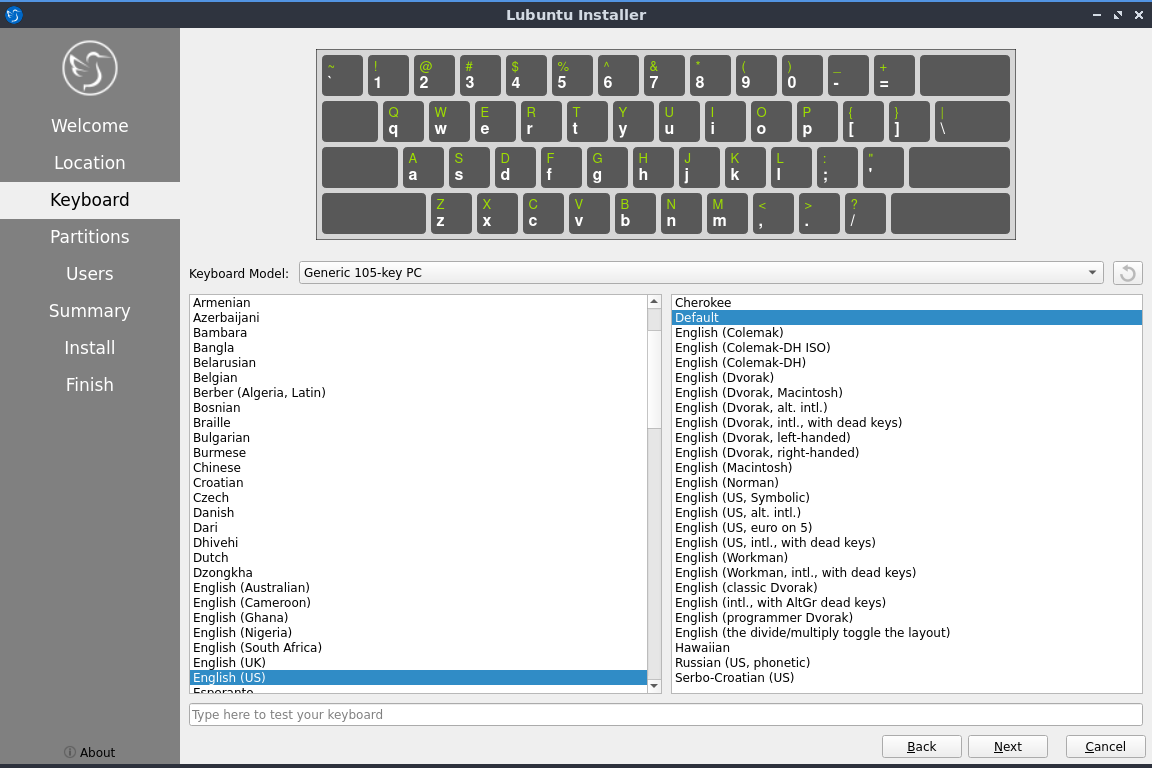 Lubuntu Installer
Welcome
Location
Keyboard
Partitions
Users
Summary
Install
Finish
About
~ ! @ # $ % ^ & * ( ) _ +
` 1 2 3 4 5 6 7 8 9 0 - =
Q W E R T Y U I O P { } |
q w e r t y u i o p [ ] \
A S D F G H J K L : "
a s d f g h j k l ; '
Z X C V B N M < > ?
z x c v b n m , . /
Keyboard Model: Generic 105-key PC
Armenian
Azerbaijani
Bambara
Bangla
Belarusian
Belgian
Berber (Algeria, Latin)
Bosnian
Braille
Bulgarian
Burmese
Chinese
Croatian
Czech
Danish
Dari
Dhivehi
Dutch
Dzongkha
English (Australian)
English (Cameroon)
English (Ghana)
English (Nigeria)
English (South Africa)
English (UK)
English (US)
Esperanto
Cherokee
Default
English (Colemak)
English (Colemak-DH ISO)
English (Colemak-DH)
English (Dvorak)
English (Dvorak, Macintosh)
English (Dvorak, alt. intl.)
English (Dvorak, intl., with dead keys)
English (Dvorak, left-handed)
English (Dvorak, right-handed)
English (Macintosh)
English (Norman)
English (US, Symbolic)
English (US, alt. intl.)
English (US, euro on 5)
English (US, intl., with dead keys)
English (Workman)
English (Workman, intl., with dead keys)
English (classic Dvorak)
English (intl., with AltGr dead keys)
English (programmer Dvorak)
English (the divide/multiply toggle the layout)
Hawaiian
Russian (US, phonetic)
Serbo-Croatian (US)
Type here to test your keyboard
Back Next Cancel